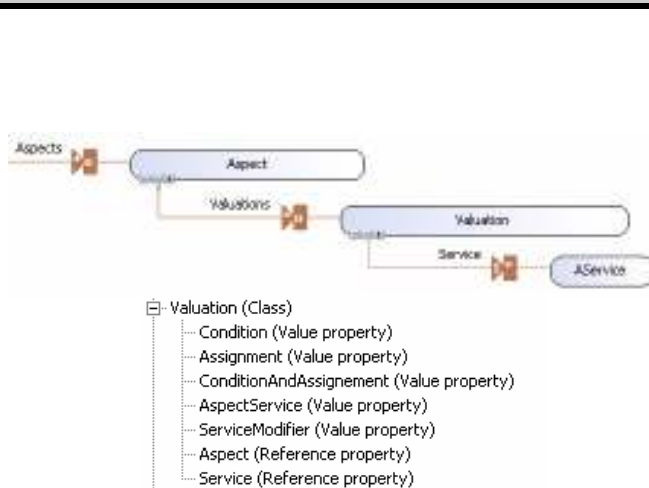 Aspects
Aspect
Valuations
Valuation
Service
AService
Valuation (Class)
Condition (Value property)
Assignment (Value property)
ConditionAndAssignement (Value property)
AspectService (Value property)
ServiceModifier (Value property)
Aspect (Reference property)
Service (Reference property)